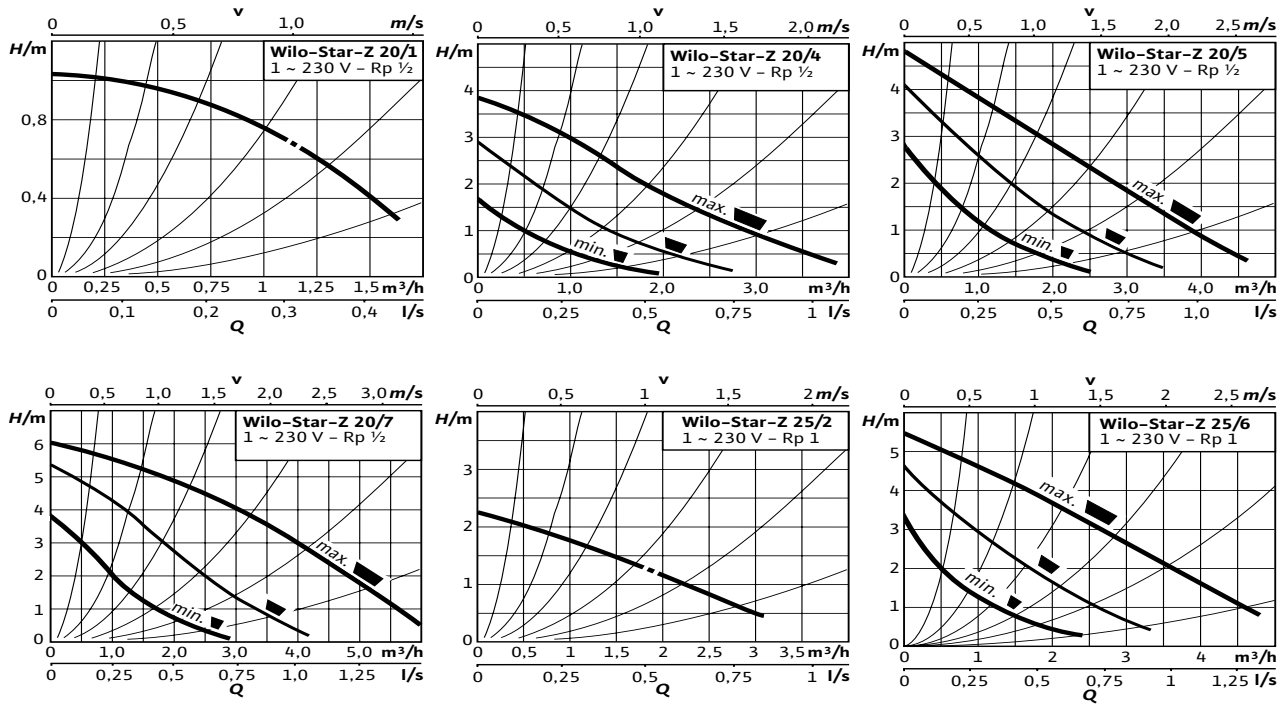 v
0 0,5 1,0 m/s
H/m
Wilo-Star-Z 20/1
1 ~ 230 V – Rp ½
0,8
0,4
0
0 0,25 0,5 0,75 1 1,25 1,5 m³/h
0 0,1 0,2 0,3 0,4 l/s
Q
v
0 0,5 1,0 1,5 2,0 m/s
H/m
Wilo-Star-Z 20/4
1 ~ 230 V – Rp ½
4
3
2
1
0
max.
min.
0 1,0 2,0 3,0 m³/h
0 0,25 0,5 0,75 1 l/s
Q
v
0 0,5 1,0 1,5 2,0 2,5 m/s
H/m
Wilo-Star-Z 20/5
1 ~ 230 V – Rp ½
4
3
2
1
0
max.
min.
0 1,0 2,0 3,0 4,0 m³/h
0 0,25 0,5 0,75 1,0 l/s
Q
v
0 0,5 1,0 1,5 2,0 2,5 3,0 m/s
H/m
Wilo-Star-Z 20/7
1 ~ 230 V – Rp ½
6
5
4
3
2
1
0
max.
min.
0 1,0 2,0 3,0 4,0 5,0 m³/h
0 0,25 0,5 0,75 1,0 1,25 l/s
Q
v
0 0,5 1,0 1,5 2 m/s
H/m
Wilo-Star-Z 25/2
1 ~ 230 V – Rp 1
3
2
1
0
0 0,5 1 1,5 2 2,5 3 3,5 m³/h
0 0,25 0,5 0,75 1 l/s
Q
v
0 0,5 1,0 1,5 2,0 2,5 m/s
H/m
Wilo-Star-Z 25/6
1 ~ 230 V – Rp 1
5
4
3
2
1
0
max.
min.
0 1 2 3 4 m³/h
0 0,25 0,5 0,75 1 1,25 l/s
Q